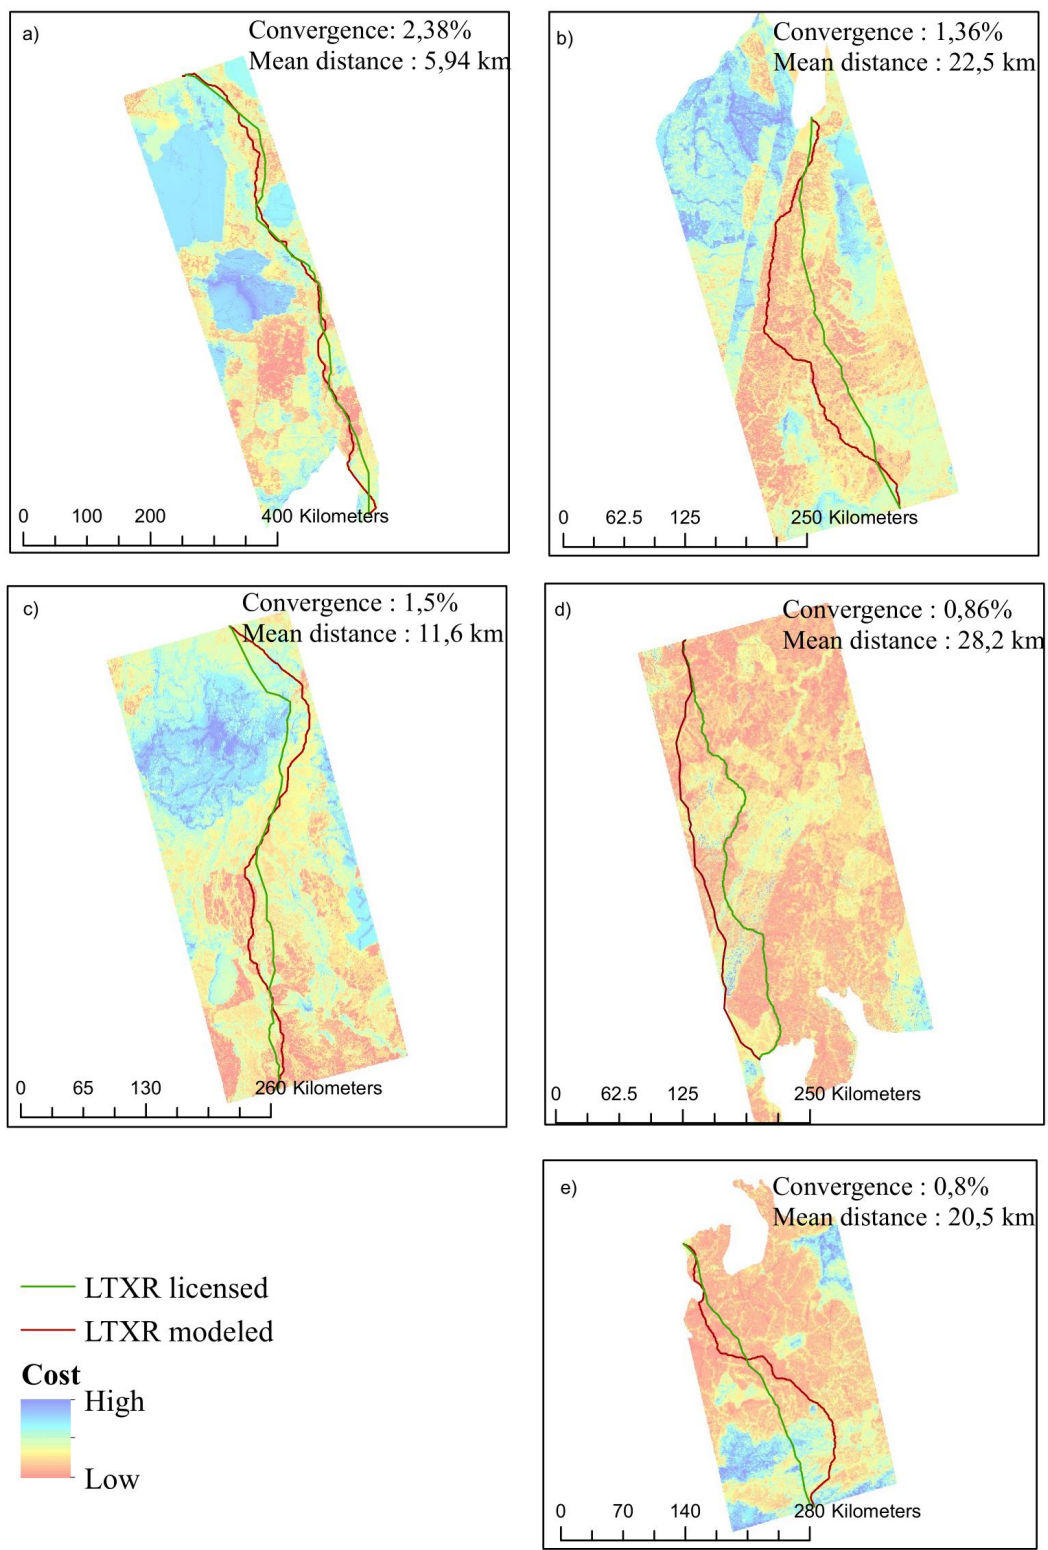 a)
Convergence: 2,38%
Mean distance : 5,94 km
0 100 200 400 Kilometers
b)
Convergence : 1,36%
Mean distance : 22,5 km
0 62.5 125 250 Kilometers
c)
Convergence : 1,5%
Mean distance : 11,6 km
0 65 130 260 Kilometers
d)
Convergence : 0,86%
Mean distance : 28,2 km
0 62.5 125 250 Kilometers
e)
Convergence : 0,8%
Mean distance : 20,5 km
0 70 140 280 Kilometers
LTXR licensed
LTXR modeled
Cost
High
Low